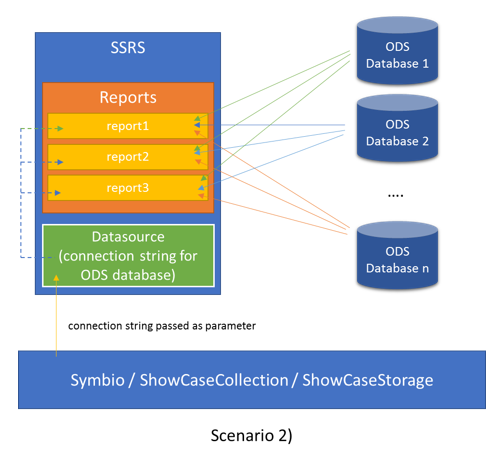 SSRS
Reports
report1
report2
report3
Datasource
(connection string for
ODS database)
ODS
Database 1
ODS
Database 2
....
ODS
Database n
connection string passed as parameter
Symbio / ShowCaseCollection / ShowCaseStorage
Scenario 2)